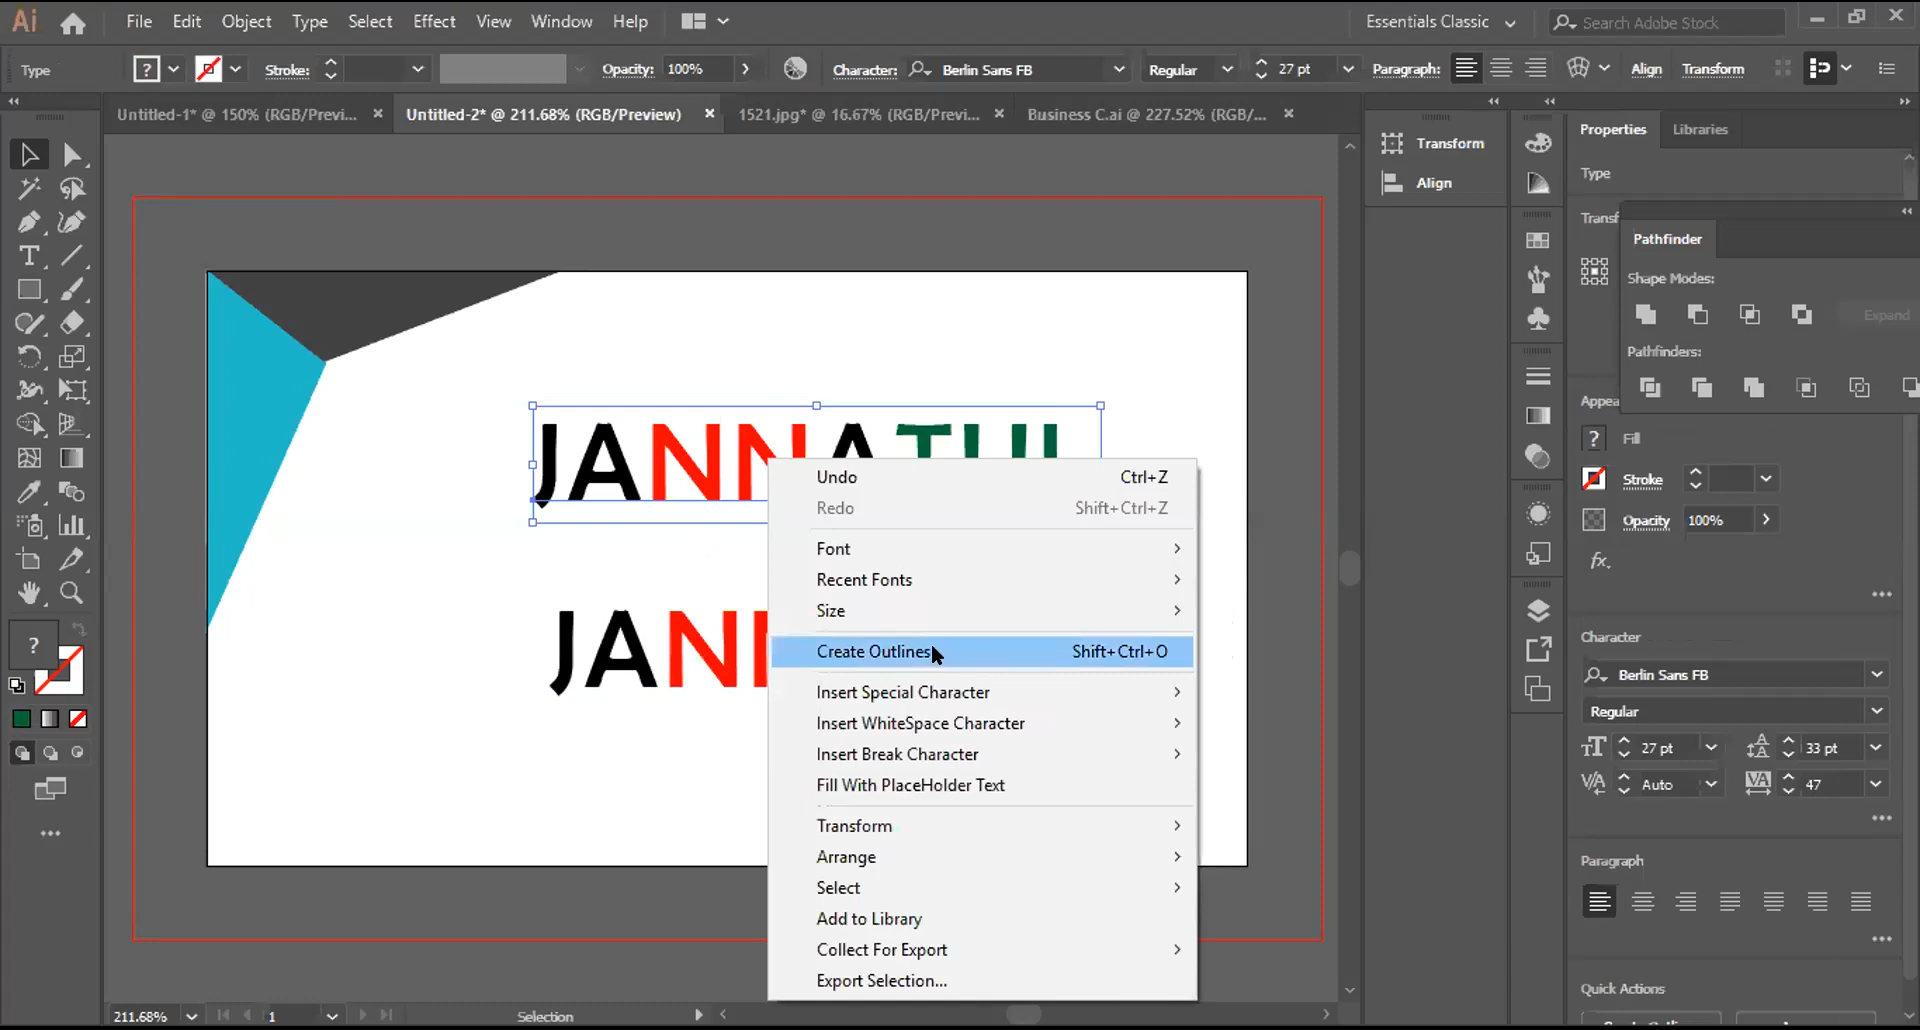 Ai File Edit Object Type Select Effect View Window Help Essentials Classic Search Adobe Stock
Type ? Stroke: Opacity: 100% Character: Berlin Sans FB Regular 27 pt Paragraph: Align Transform
Untitled-1* @ 150% (RGB/Previ... × Untitled-2* @ 211.68% (RGB/Preview) × 1521.jpg* @ 16.67% (RGB/Previ... × Business C.ai @ 227.52% (RGB/... ×
Transform
Align
Properties Libraries
Type
Transf
Pathfinder
Shape Modes:
Expand
Pathfinders:
Appea
? Fill
Stroke
Opacity 100%
fx.
Character
Berlin Sans FB
Regular
27 pt 33 pt
Auto 47
Paragraph
Quick Actions
JANNATUL
JAN
Undo Ctrl+Z
Redo Shift+Ctrl+Z
Font
Recent Fonts
Size
Create Outlines Shift+Ctrl+O
Insert Special Character
Insert WhiteSpace Character
Insert Break Character
Fill With PlaceHolder Text
Transform
Arrange
Select
Add to Library
Collect For Export
Export Selection...
?
211.68% 1 Selection